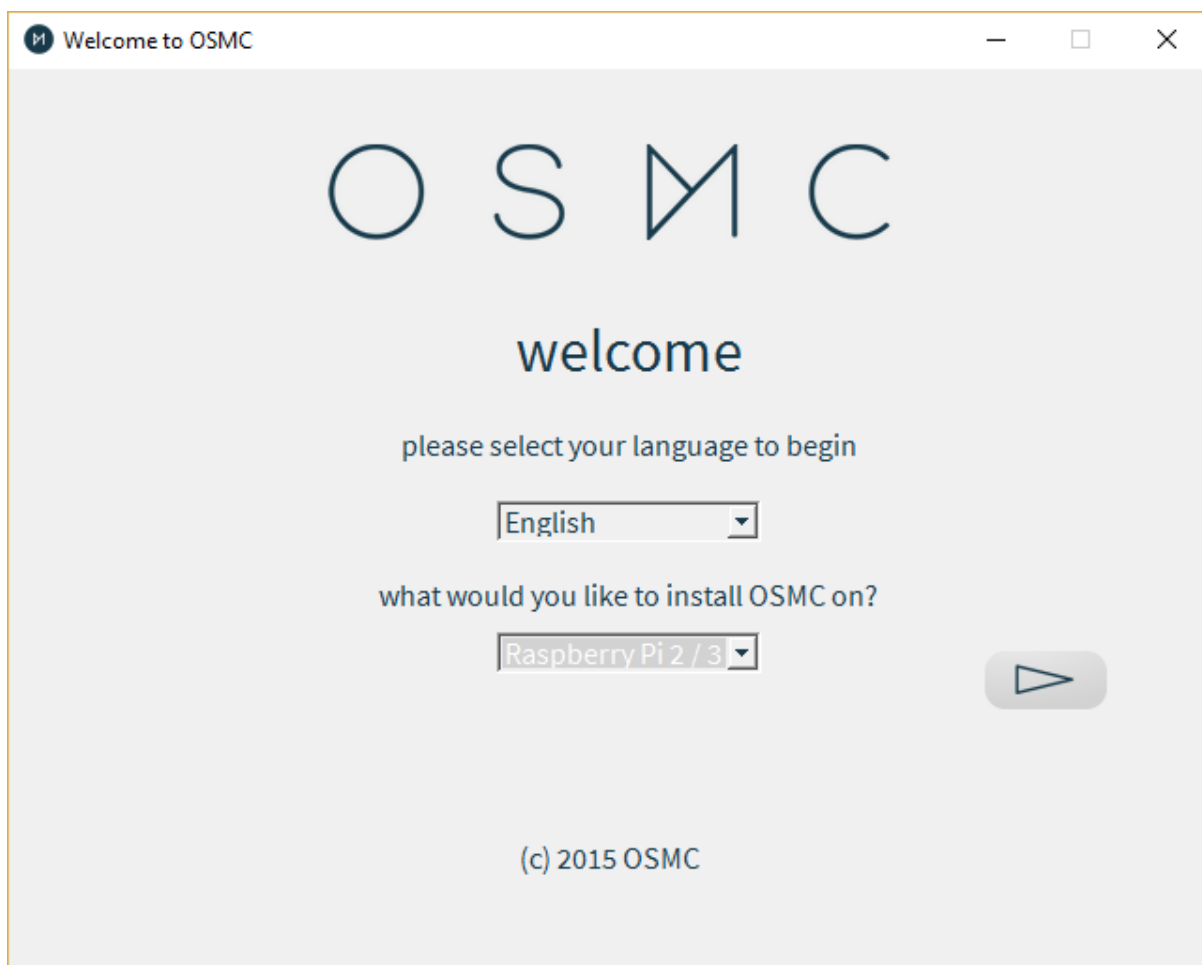 Welcome to OSMC
OSMC
welcome
please select your language to begin
English
what would you like to install OSMC on?
Raspberry Pi 2 / 3
(c) 2015 OSMC